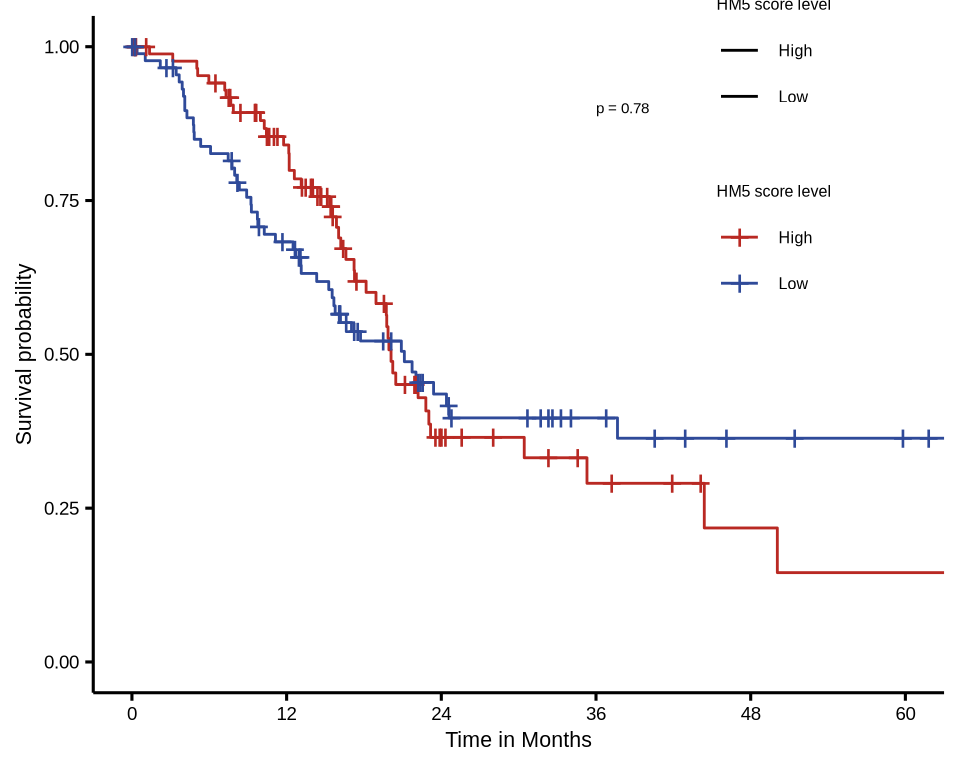 HM5 score level
High
Low
p = 0.78
HM5 score level
High
Low
Survival probability
1.00
0.75
0.50
0.25
0.00
0 12 24 36 48 60
Time in Months